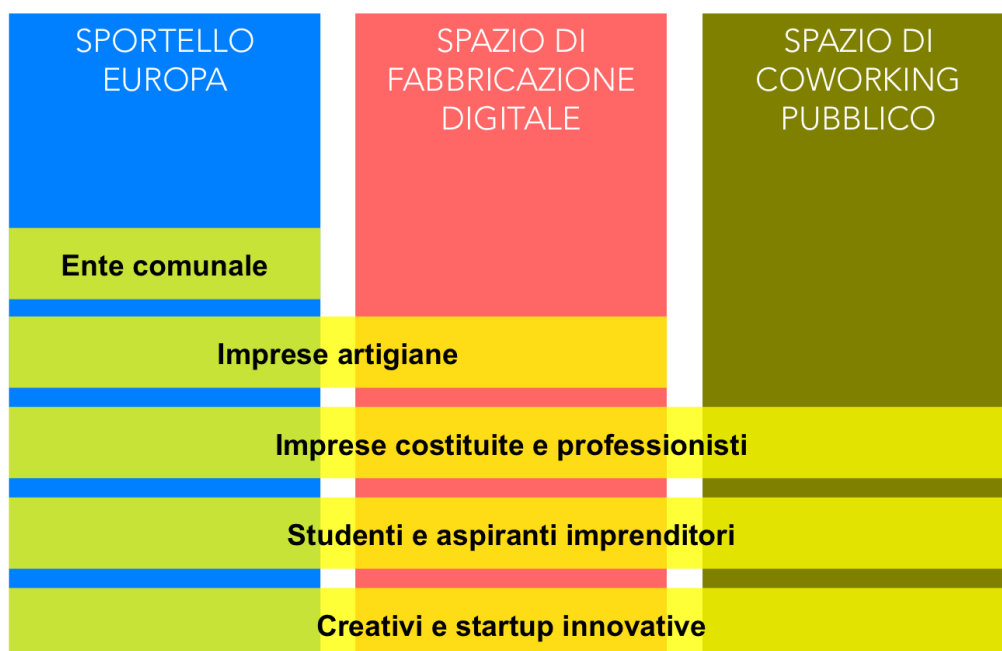 SPORTELLO
EUROPA
SPAZIO DI
FABBRICAZIONE
DIGITALE
SPAZIO DI
COWORKING
PUBBLICO
Ente comunale
Imprese artigiane
Imprese costituite e professionisti
Studenti e aspiranti imprenditori
Creativi e startup innovative